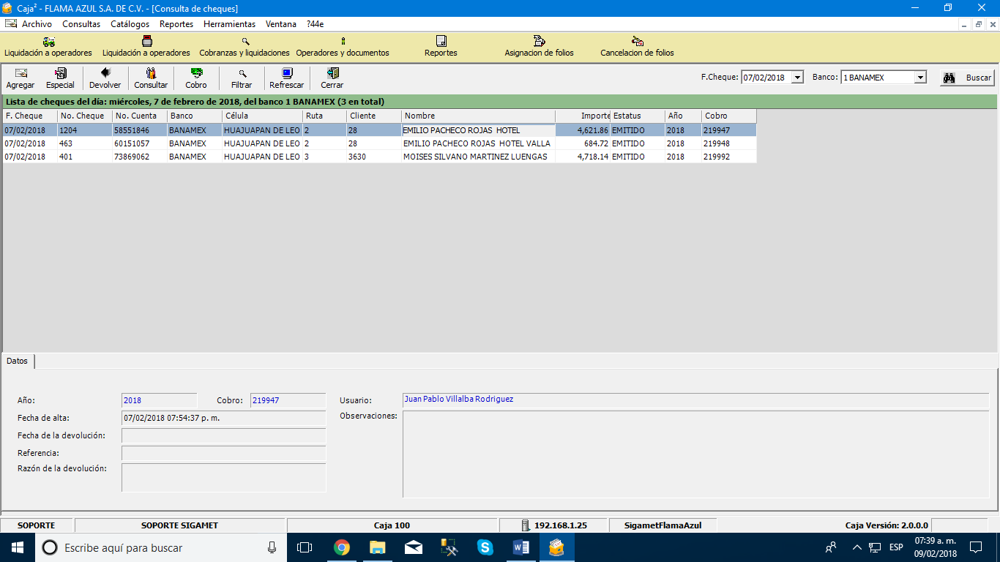 Caja² - FLAMA AZUL S.A. DE C.V. - [Consulta de cheques]
Archivo Consultas Catálogos Reportes Herramientas Ventana ?44e
Liquidación a operadores Liquidación a operadores Cobranzas y liquidaciones Operadores y documentos Reportes Asignacion de folios Cancelacion de folios
Agregar Especial Devolver Consultar Cobro Filtrar Refrescar Cerrar F.Cheque: 07/02/2018 Banco: 1 BANAMEX Buscar
Lista de cheques del día: miércoles, 7 de febrero de 2018, del banco 1 BANAMEX (3 en total)
F. Cheque No. Cheque No. Cuenta Banco Célula Ruta Cliente Nombre Importe Estatus Año Cobro
07/02/2018 1204 58551846 BANAMEX HUAJUAPAN DE LEO 2 28 EMILIO PACHECO ROJAS HOTEL 4,621.86 EMITIDO 2018 219947
07/02/2018 463 60151057 BANAMEX HUAJUAPAN DE LEO 2 28 EMILIO PACHECO ROJAS HOTEL VALLA 684.72 EMITIDO 2018 219948
07/02/2018 401 73869062 BANAMEX HUAJUAPAN DE LEO 3 3630 MOISES SILVANO MARTINEZ LUENGAS 4,718.14 EMITIDO 2018 219992
Datos
Año: 2018 Cobro: 219947 Usuario: Juan Pablo Villalba Rodriguez
Fecha de alta: 07/02/2018 07:54:37 p. m. Observaciones:
Fecha de la devolución:
Referencia:
Razón de la devolución:
SOPORTE SOPORTE SIGAMET Caja 100 192.168.1.25 SigametFlamaAzul Caja Versión: 2.0.0.0
Escribe aquí para buscar ESP 07:39 a. m.
09/02/2018